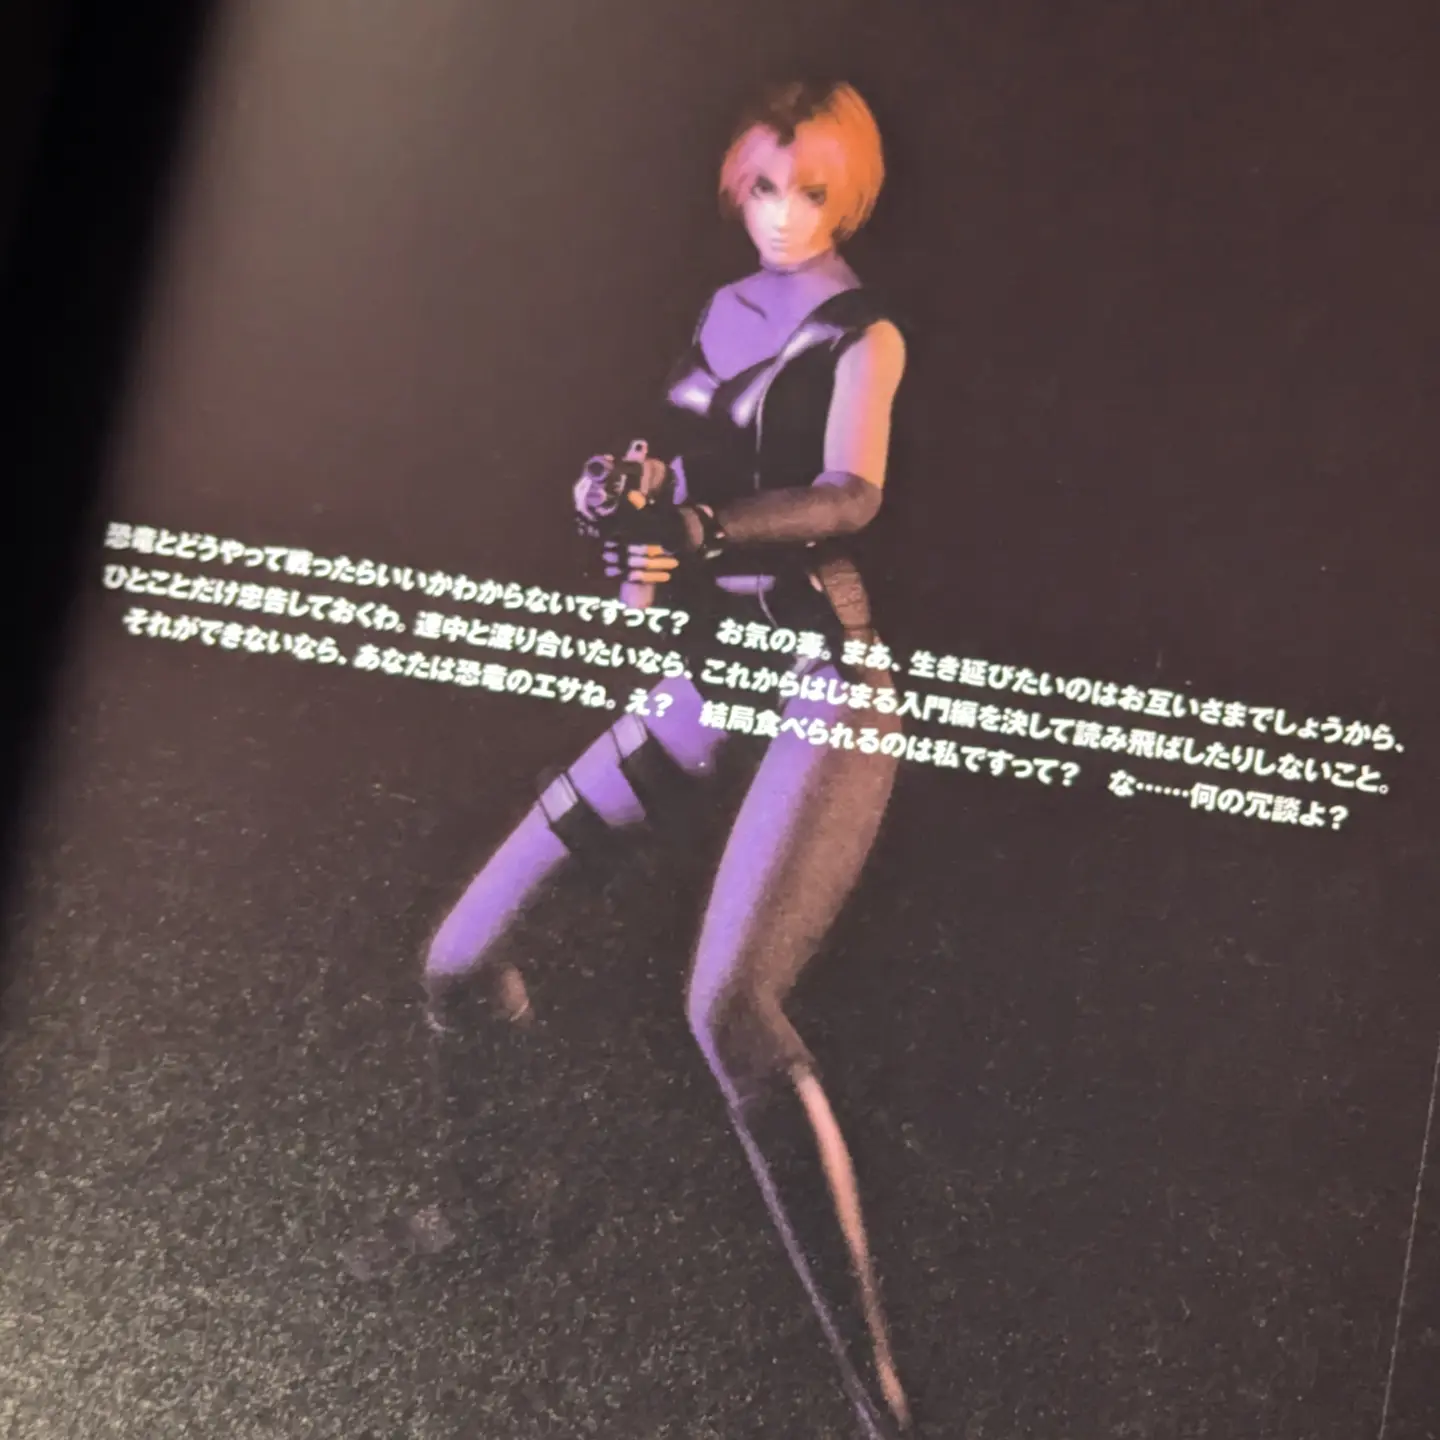 恐竜とどうやって戦ったらいいかわからないですって？　お気の毒。まあ、生き延びたいのはお互いさまでしょうから、
ひとことだけ忠告しておくわ。連中と渡り合いたいなら、これからはじまる入門編を決して読み飛ばしたりしないこと。
それができないなら、あなたは恐竜のエサね。え？　結局食べられるのは私ですって？　な……何の冗談よ？